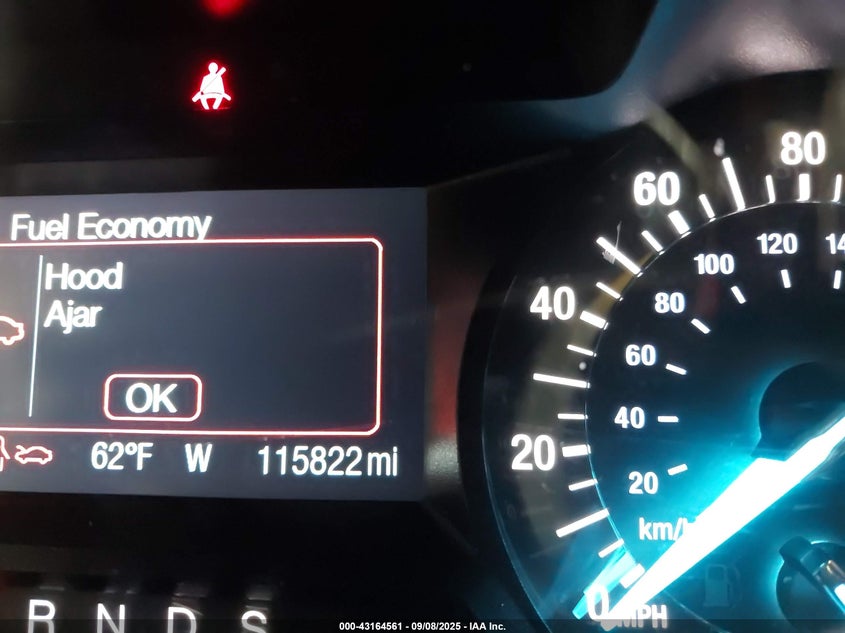 Fuel Economy
Hood
Ajar
OK
62°F W 115822 mi
R N D S
80
60
40
20
0 MPH
120
100
80
60
40
20
000-43164561 - 09/08/2025 - IAA Inc.